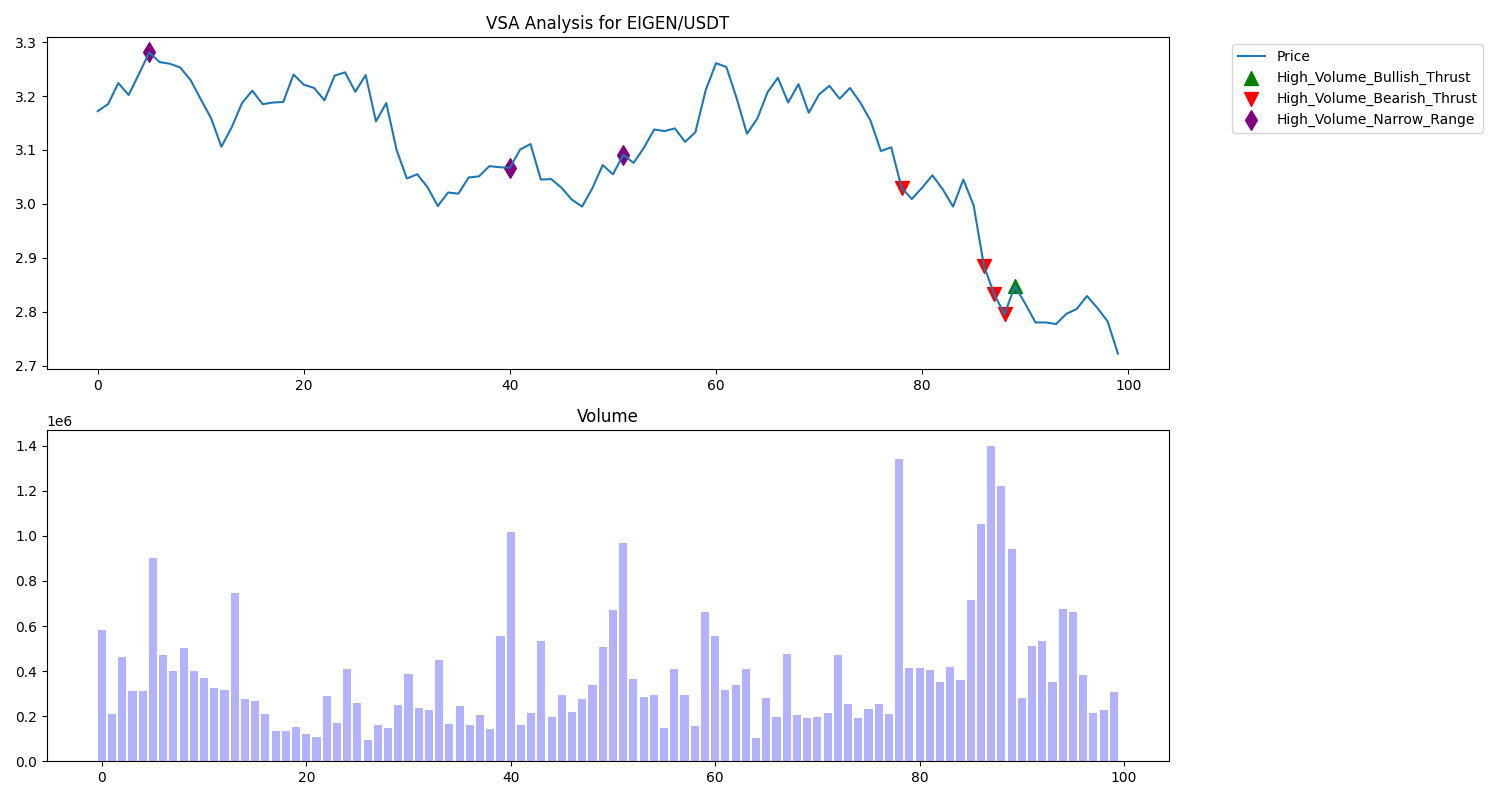 VSA Analysis for EIGEN/USDT
3.3
3.2
3.1
3.0
2.9
2.8
2.7
0 20 40 60 80 100
Price
High_Volume_Bullish_Thrust
High_Volume_Bearish_Thrust
High_Volume_Narrow_Range
Volume
1e6
1.4
1.2
1.0
0.8
0.6
0.4
0.2
0.0
0 20 40 60 80 100